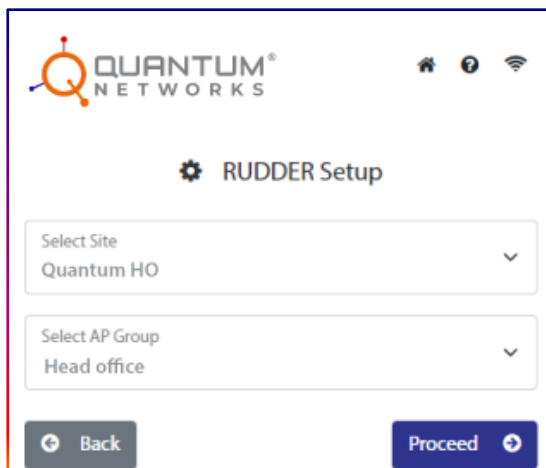 QUANTUM®
NETWORKS
RUDDER Setup
Select Site
Quantum HO
Select AP Group
Head office
Back
Proceed